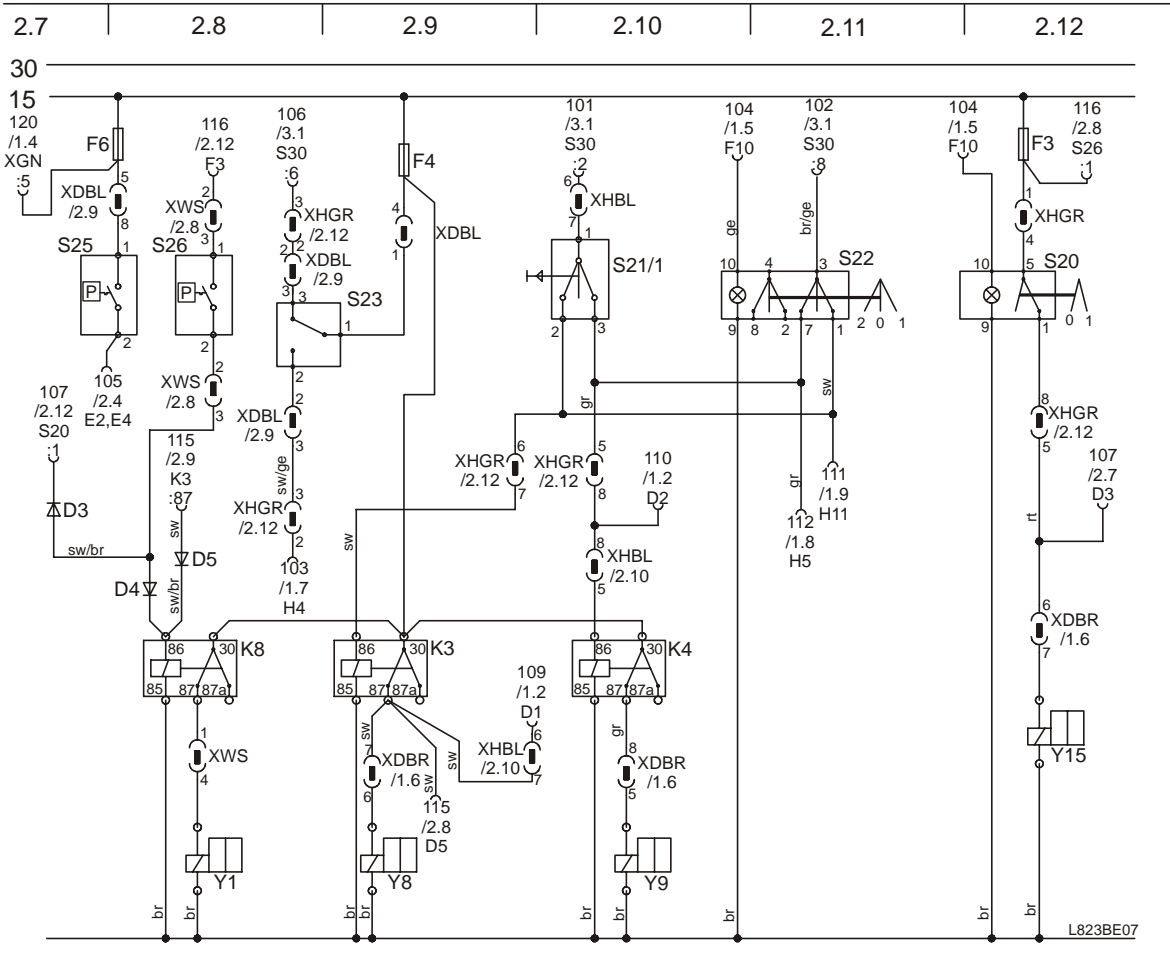 2.7
2.8
2.9
2.10
2.11
2.12
30
15
120
/1.4
XGN
:5
F6
5
XDBL
/2.9
8
S25
1
P
2
105
/2.4
E2,E4
116
/2.12
F3
2
XWS
/2.8
3
S26
1
P
2
2
XWS
/2.8
3
106
/3.1
S30
:6
3
XHGR
/2.12
2
2
XDBL
/2.9
3
3
S23
1
2
2
XDBL
/2.9
3
sw/ge
3
XHGR
/2.12
2
103
/1.7
H4
F4
4
XDBL
1
101
/3.1
S30
:2
6
XHBL
7
1
S21/1
2
3
gr
104
/1.5
F10
ge
102
/3.1
S30
:8
br/ge
10
4
3
S22
9
8
2
7
1
2
0
1
sw
104
/1.5
F10
F3
116
/2.8
S26
:1
1
XHGR
4
10
5
S20
9
1
0
1
107
/2.12
S20
:1
D3
sw/br
115
/2.9
K3
:87
sw
D5
sw/br
D4
6
XHGR
/2.12
7
sw
5
XHGR
/2.12
8
110
/1.2
D2
8
XHBL
/2.10
5
gr
112
/1.8
H5
111
/1.9
H11
8
XHGR
/2.12
5
rt
107
/2.7
D3
6
XDBR
/1.6
7
Y15
86
30
K8
85
87
87a
86
30
K3
85
87
87a
86
30
K4
85
87
87a
1
XWS
4
Y1
sw
7
XDBR
/1.6
6
Y8
sw
115
/2.8
D5
sw
109
/1.2
D1
6
XHBL
/2.10
7
gr
8
XDBR
/1.6
5
Y9
br
br
br
br
br
br
br
br
br
L823BE07